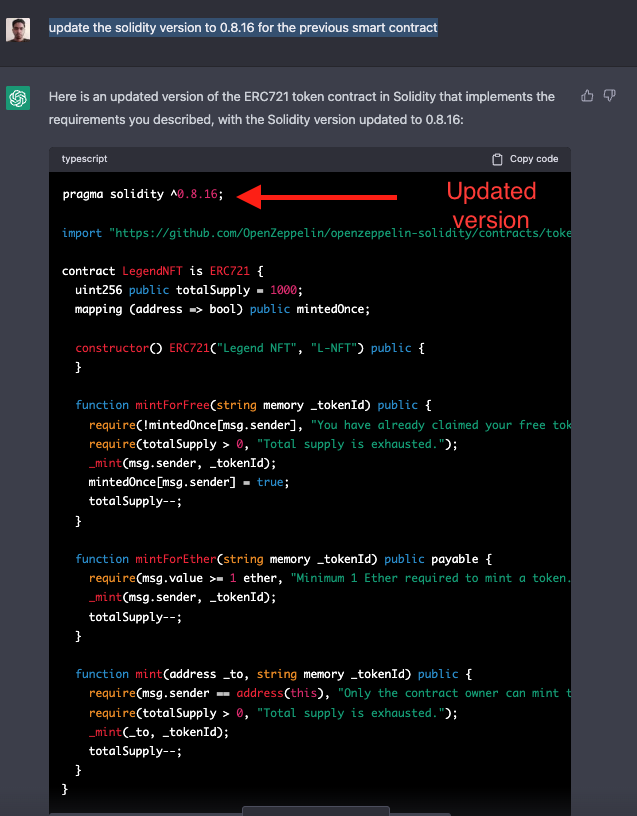 update the solidity version to 0.8.16 for the previous smart contract
Here is an updated version of the ERC721 token contract in Solidity that implements the
requirements you described, with the Solidity version updated to 0.8.16:
typescript
Copy code
pragma solidity ^0.8.16;
Updated
version
import "https://github.com/OpenZeppelin/openzeppelin-solidity/contracts/toke
contract LegendNFT is ERC721 {
uint256 public totalSupply = 1000;
mapping (address => bool) public mintedOnce;
constructor() ERC721("Legend NFT", "L-NFT") public {
}
function mintForFree(string memory _tokenId) public {
require(!mintedOnce[msg.sender], "You have already claimed your free tok
require(totalSupply > 0, "Total supply is exhausted.");
_mint(msg.sender, _tokenId);
mintedOnce[msg.sender] = true;
totalSupply--;
}
function mintForEther(string memory _tokenId) public payable {
require(msg.value >= 1 ether, "Minimum 1 Ether required to mint a token.
_mint(msg.sender, _tokenId);
totalSupply--;
}
function mint(address _to, string memory _tokenId) public {
require(msg.sender == address(this), "Only the contract owner can mint t
require(totalSupply > 0, "Total supply is exhausted.");
_mint(_to, _tokenId);
totalSupply--;
}
}